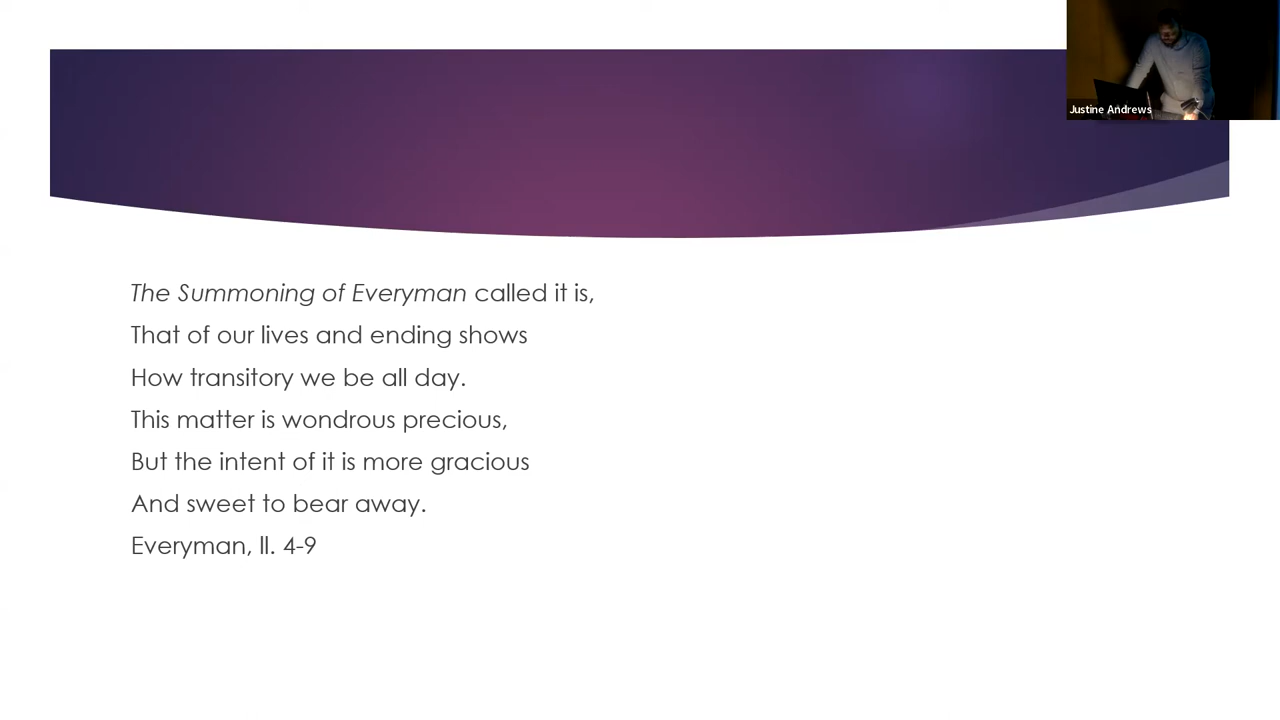 Justine Andrews
The Summoning of Everyman called it is,
That of our lives and ending shows
How transitory we be all day.
This matter is wondrous precious,
But the intent of it is more gracious
And sweet to bear away.
Everyman, ll. 4-9